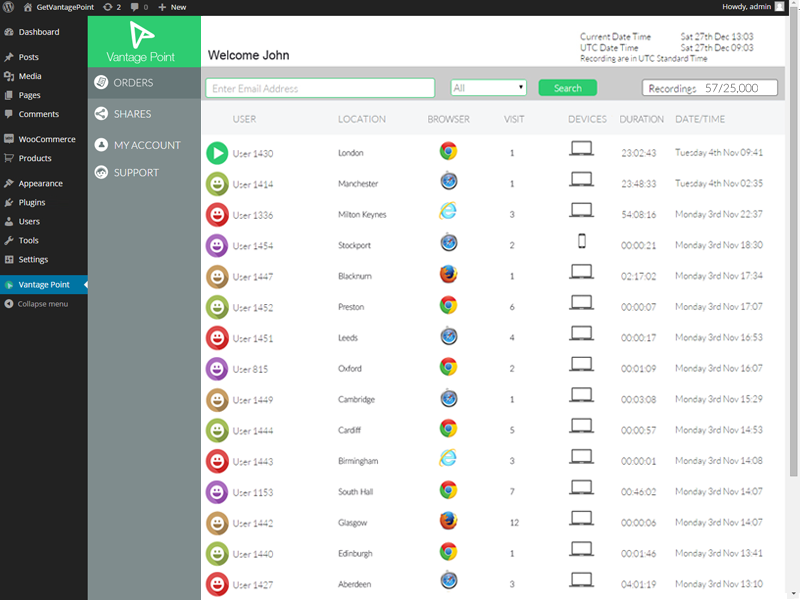 GetVantagePoint 2 0 New Howdy, admin
Dashboard
Posts
Media
Pages
Comments
WooCommerce
Products
Appearance
Plugins
Users
Tools
Settings
Vantage Point
Collapse menu
Vantage Point
ORDERS
SHARES
MY ACCOUNT
SUPPORT
Welcome John
Current Date Time Sat 27th Dec 13:03
UTC Date Time Sat 27th Dec 09:03
Recording are in UTC Standard Time
Enter Email Address All Search Recordings 57/25,000
USER LOCATION BROWSER VISIT DEVICES DURATION DATE/TIME
User 1430 London 1 23:02:43 Tuesday 4th Nov 09:41
User 1414 Manchester 1 23:48:33 Tuesday 4th Nov 02:35
User 1336 Milton Keynes 3 54:08:16 Monday 3rd Nov 22:37
User 1454 Stockport 2 00:00:21 Monday 3rd Nov 18:30
User 1447 Blacknurn 1 02:17:02 Monday 3rd Nov 17:34
User 1452 Preston 6 00:00:07 Monday 3rd Nov 17:07
User 1451 Leeds 4 00:00:17 Monday 3rd Nov 16:53
User 815 Oxford 2 00:01:09 Monday 3rd Nov 16:07
User 1449 Cambridge 1 00:03:08 Monday 3rd Nov 15:29
User 1444 Cardiff 5 00:00:57 Monday 3rd Nov 14:53
User 1443 Birmingham 3 00:00:01 Monday 3rd Nov 14:08
User 1153 South Hall 7 00:46:02 Monday 3rd Nov 14:07
User 1442 Glasgow 12 00:00:06 Monday 3rd Nov 14:07
User 1440 Edinburgh 1 00:01:46 Monday 3rd Nov 13:41
User 1427 Aberdeen 3 04:01:19 Monday 3rd Nov 13:10